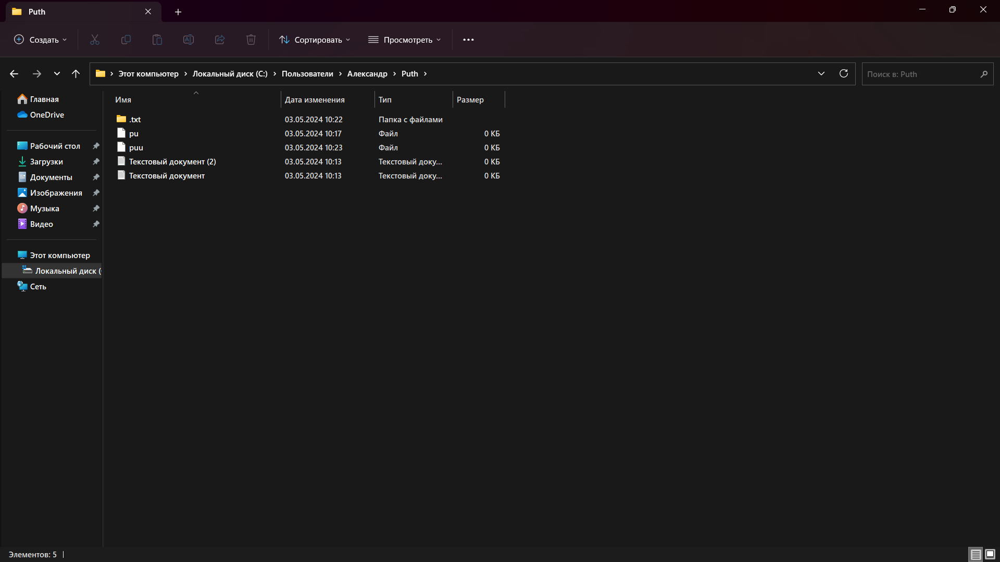 Puth
Создать Сортировать Просмотреть
Этот компьютер Локальный диск (C:) Пользователи Александр Puth Поиск в: Puth
Главная
OneDrive
Рабочий стол
Загрузки
Документы
Изображения
Музыка
Видео
Этот компьютер
Локальный диск (
Сеть
Имя Дата изменения Тип Размер
.txt 03.05.2024 10:22 Папка с файлами
pu 03.05.2024 10:17 Файл 0 КБ
puu 03.05.2024 10:23 Файл 0 КБ
Текстовый документ (2) 03.05.2024 10:13 Текстовый доку... 0 КБ
Текстовый документ 03.05.2024 10:13 Текстовый доку... 0 КБ
Элементов: 5